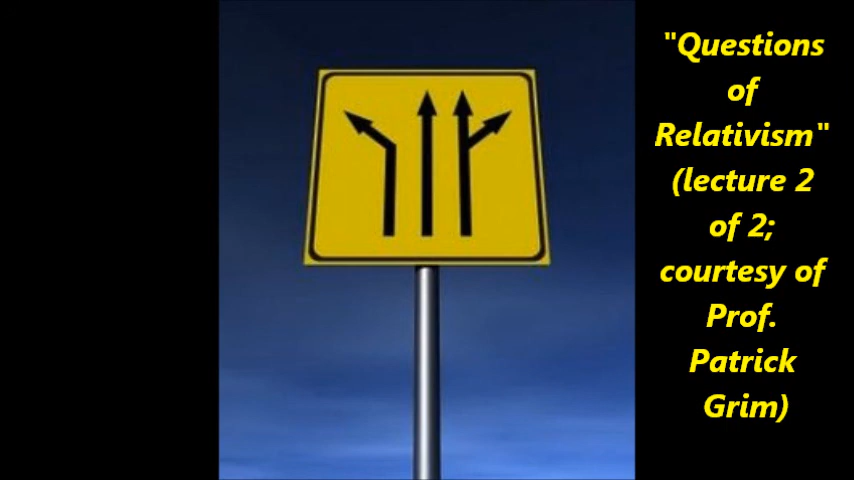 "Questions
of
Relativism"
(lecture 2
of 2;
courtesy of
Prof.
Patrick
Grim)